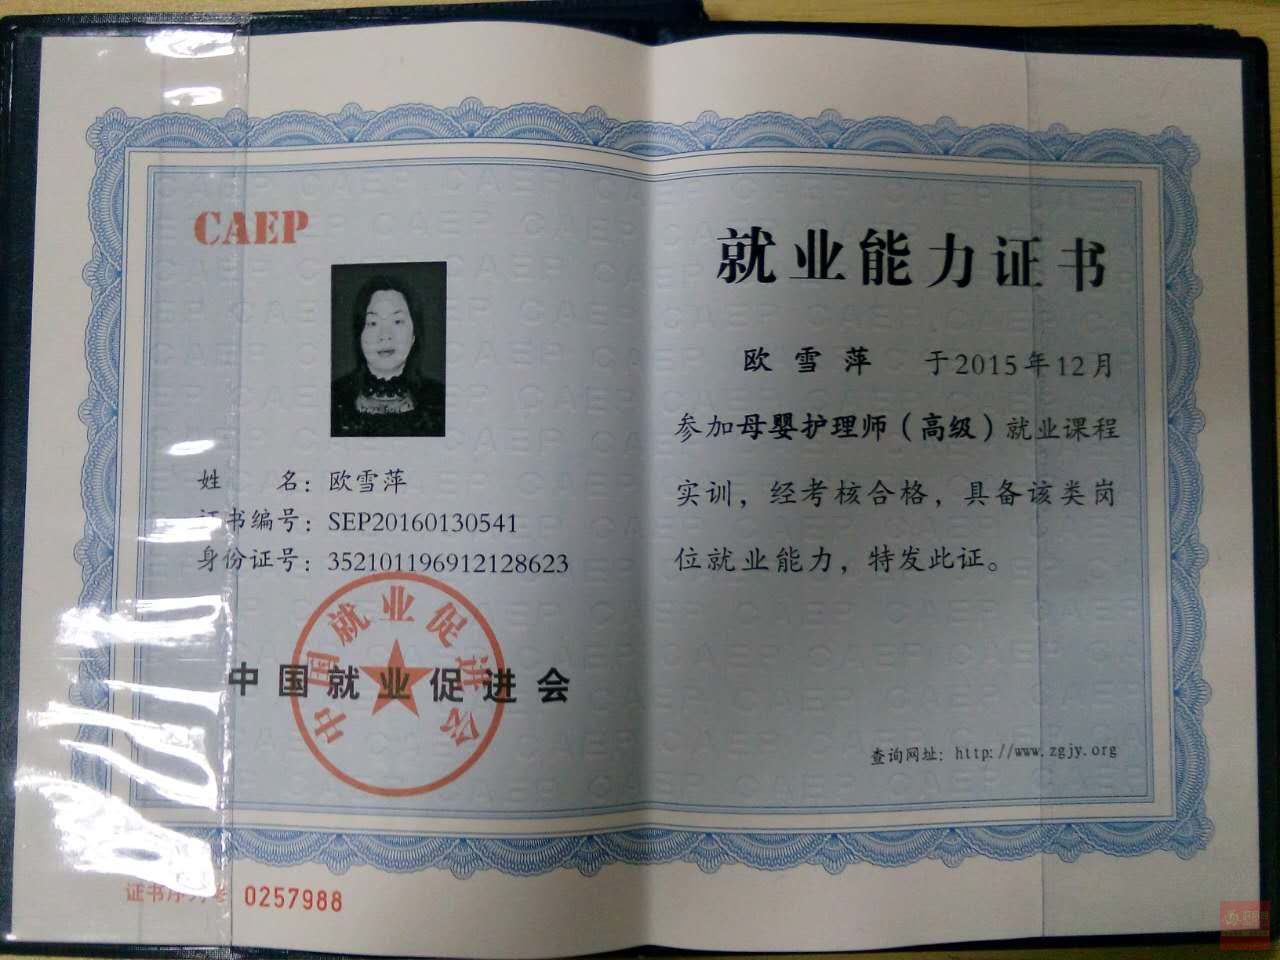 CAEP
姓 名：欧雪萍
证书编号：SEP20160130541
身份证号：352101196912128623
中国就业促进会
中国就业促进会
证书序列号 0257988
就业能力证书
欧雪萍 于2015年12月
参加母婴护理师（高级）就业课程
实训，经考核合格，具备该类岗
位就业能力，特发此证。
查询网址：http://www.zgjy.org